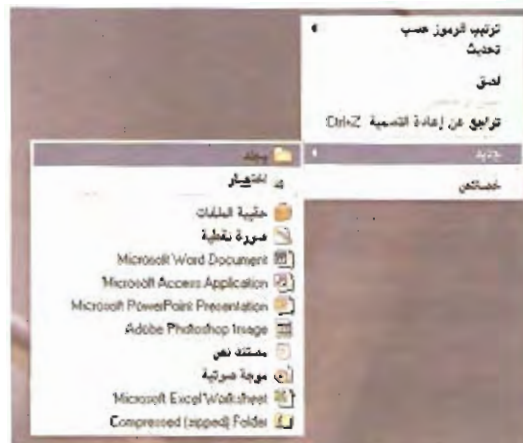 ترتيب الرموز حسب
تحديث
لصق
تراجع عن إعادة التسمية Ctrl+Z
جديد
خصائص
مجلد
اختصار
حقيبة الملفات
صورة نقطية
Microsoft Word Document
Microsoft Access Application
Microsoft PowerPoint Presentation
Adobe Photoshop Image
مستند نص
موجة صوتية
Microsoft Excel Worksheet
Compressed (zipped) Folder